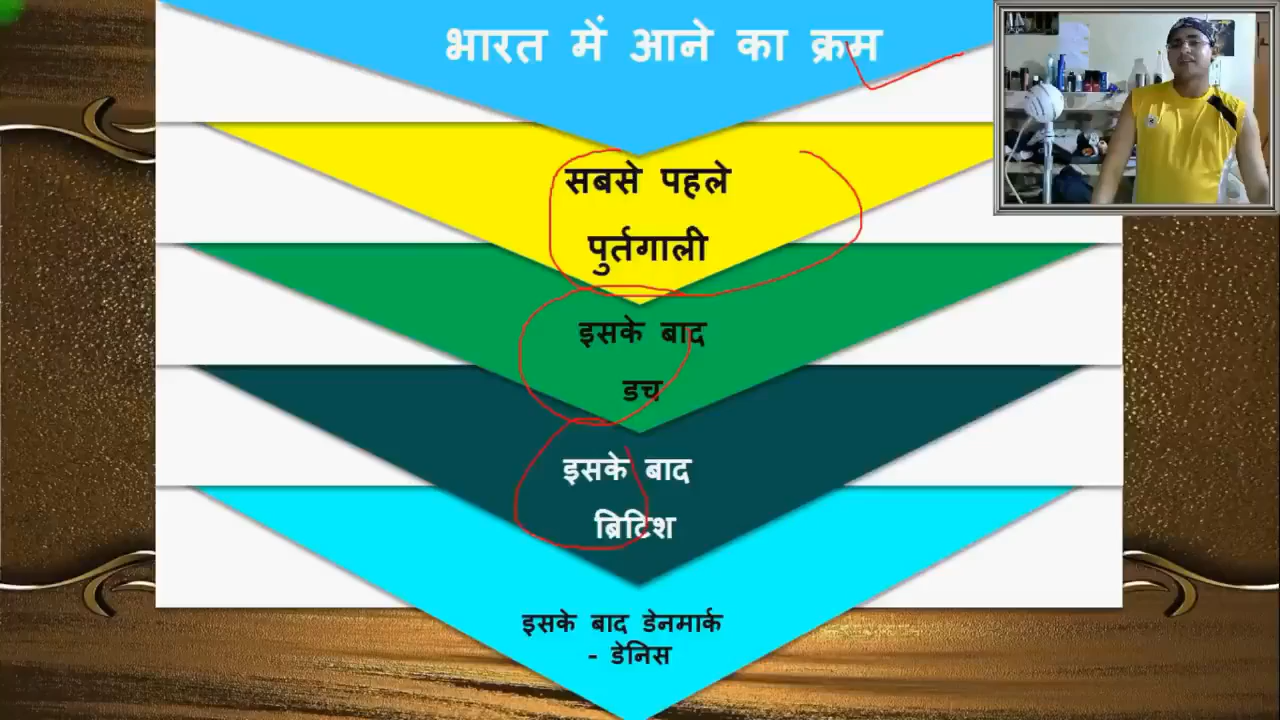 भारत में आने का क्रम
सबसे पहले
पुर्तगाली
इसके बाद
डच
इसके बाद
ब्रिटिश
इसके बाद डेनमार्क
- डेनिस